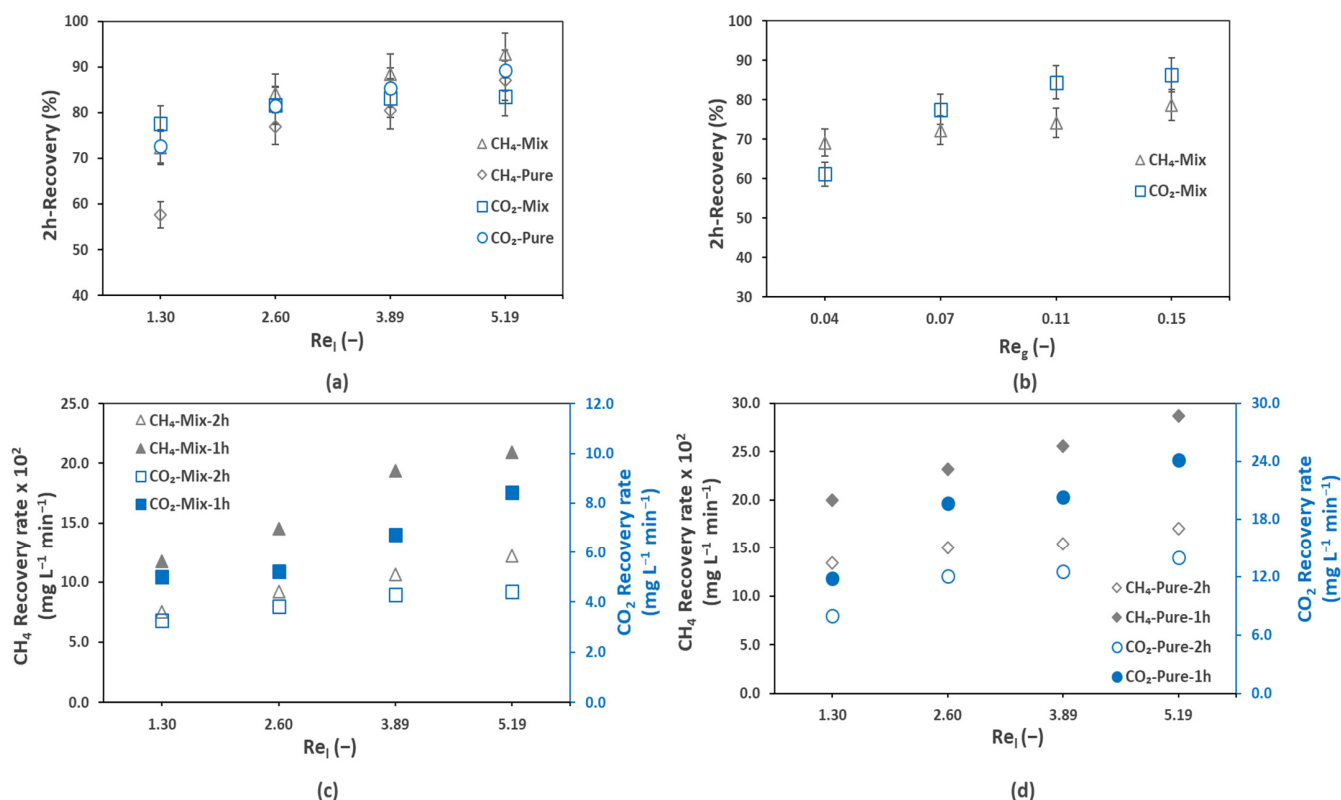 100
90
80
70
60
50
40
2h-Recovery (%)
1.30 2.60 3.89 5.19
Reₗ (–)
CH₄-Mix
CH₄-Pure
CO₂-Mix
CO₂-Pure
(a)
100
90
80
70
60
50
40
30
2h-Recovery (%)
0.04 0.07 0.11 0.15
Re_g (–)
CH₄-Mix
CO₂-Mix
(b)
25.0
20.0
15.0
10.0
5.0
0.0
CH₄ Recovery rate x 10²
(mg L⁻¹ min⁻¹)
CH₄-Mix-2h
CH₄-Mix-1h
CO₂-Mix-2h
CO₂-Mix-1h
12.0
10.0
8.0
6.0
4.0
2.0
0.0
CO₂ Recovery rate
(mg L⁻¹ min⁻¹)
1.30 2.60 3.89 5.19
Reₗ (–)
(c)
30.0
25.0
20.0
15.0
10.0
5.0
0.0
CH₄ Recovery rate x 10²
(mg L⁻¹ min⁻¹)
CH₄-Pure-2h
CH₄-Pure-1h
CO₂-Pure-2h
CO₂-Pure-1h
30.0
24.0
18.0
12.0
6.0
0.0
CO₂ Recovery rate
(mg L⁻¹ min⁻¹)
1.30 2.60 3.89 5.19
Reₗ (–)
(d)